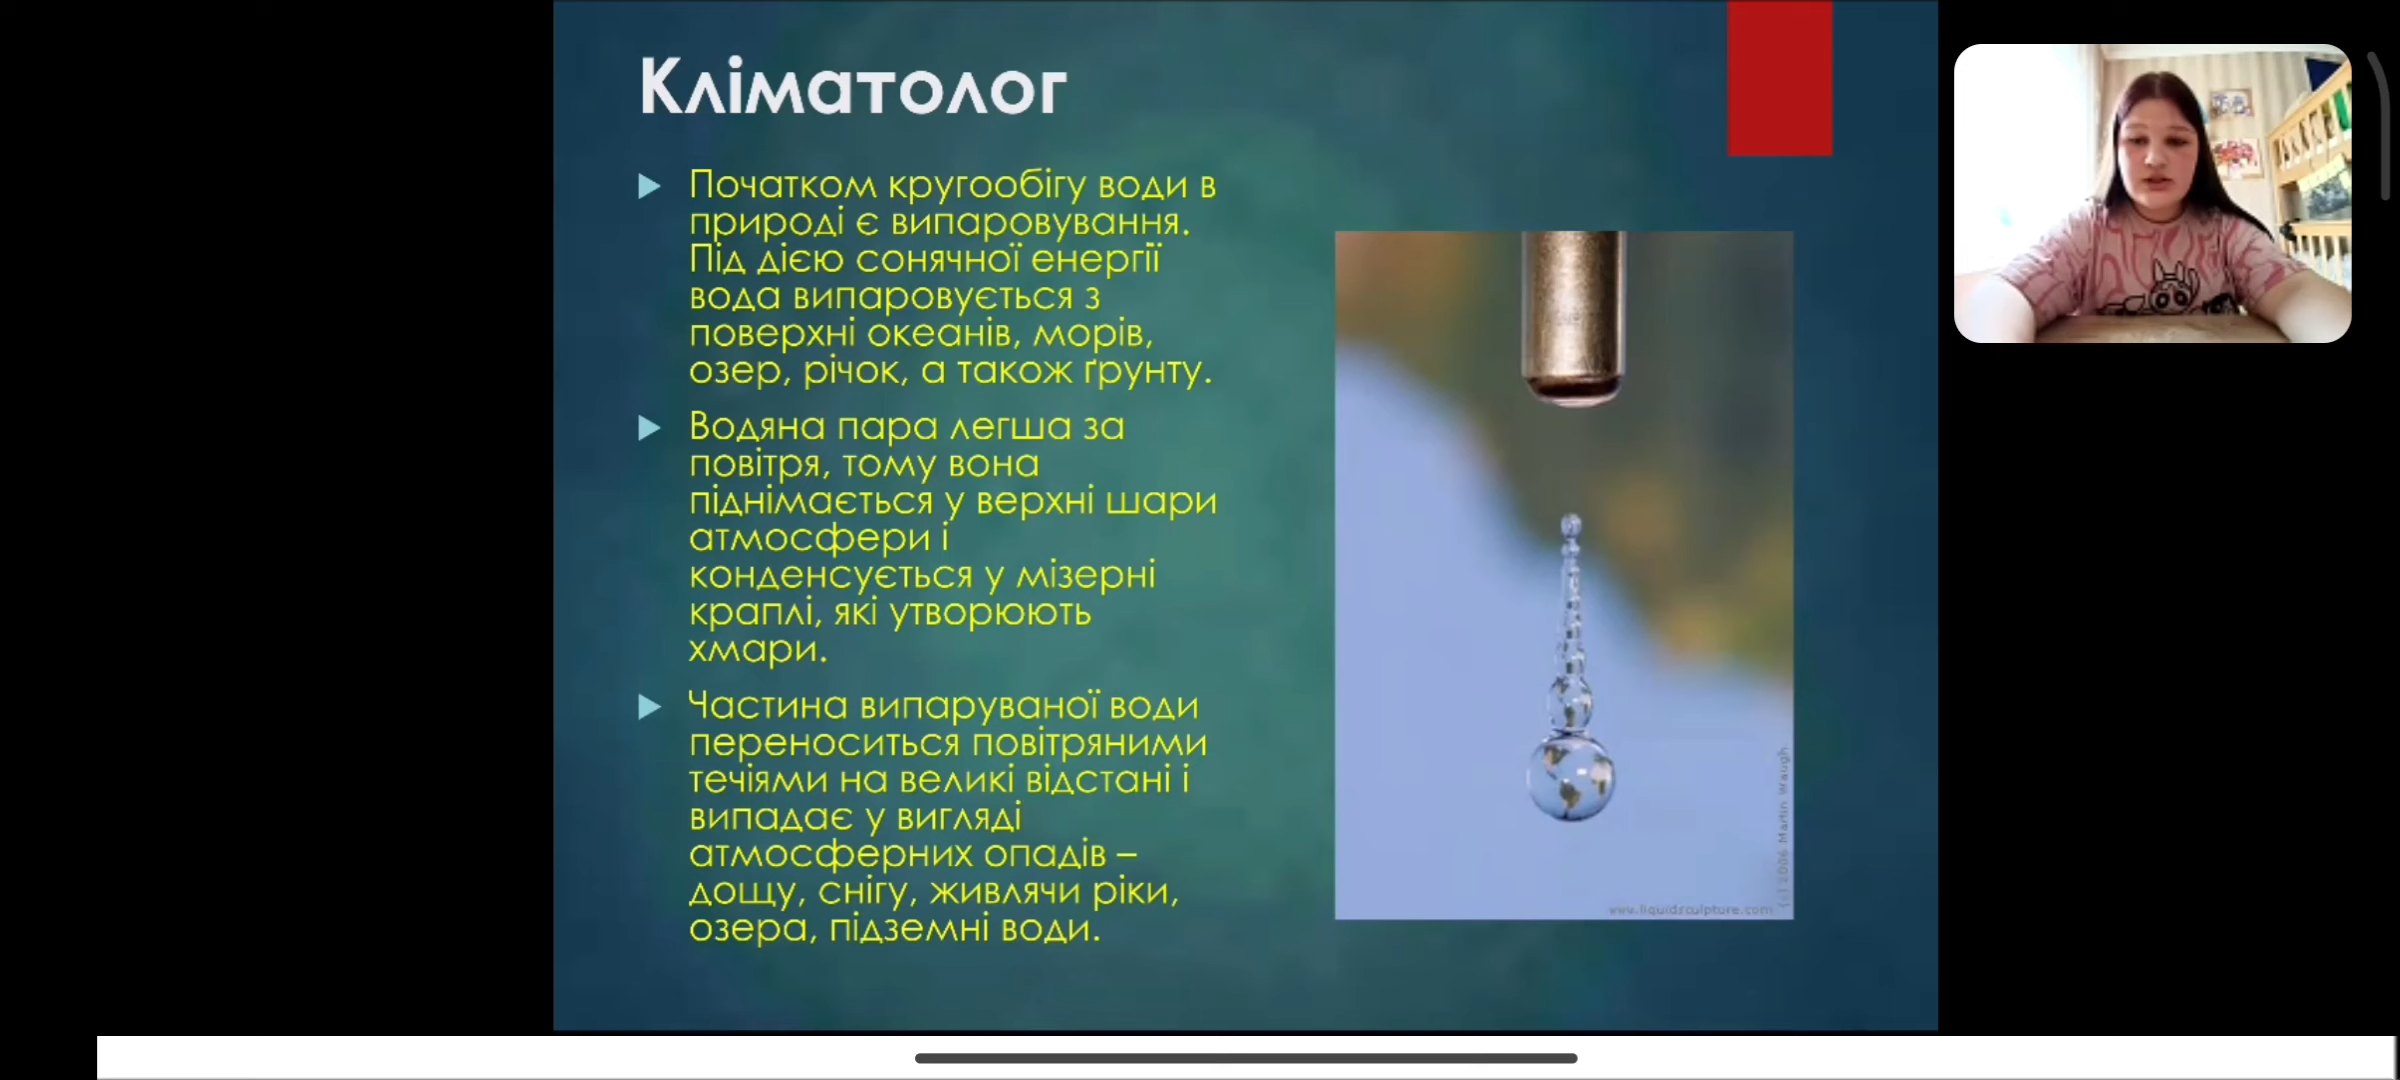 Кліматолог
Початком кругообігу води в
природі є випаровування.
Під дією сонячної енергії
вода випаровується з
поверхні океанів, морів,
озер, річок, а також ґрунту.
Водяна пара легша за
повітря, тому вона
піднімається у верхні шари
атмосфери і
конденсується у мізерні
краплі, які утворюють
хмари.
Частина випаруваної води
переноситься повітряними
течіями на великі відстані і
випадає у вигляді
атмосферних опадів –
дощу, снігу, живлячи ріки,
озера, підземні води.
(c) 2006 Martin Waugh
www.liquidsculpture.com